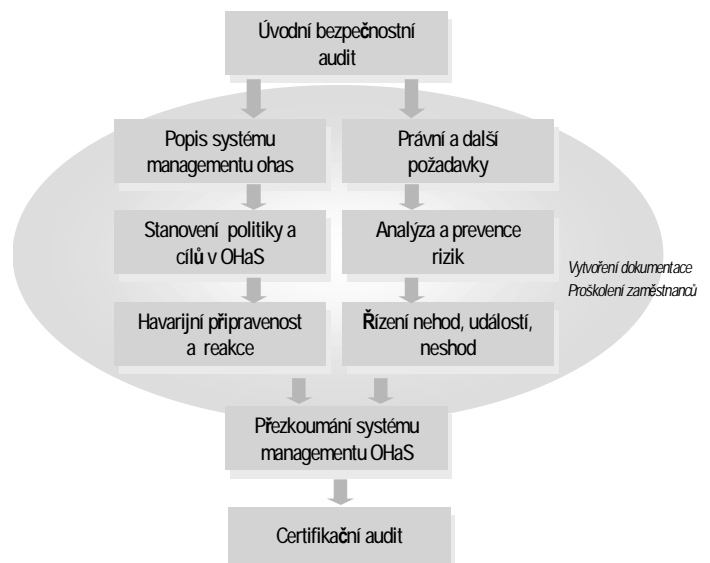 Úvodní bezpečnostní
audit
Popis systému
managementu ohas
Právní a další
požadavky
Stanovení politiky a
cílů v OHaS
Analýza a prevence
rizik
Vytvoření dokumentace
Proškolení zaměstnanců
Havarijní připravenost
a reakce
Řízení nehod, událostí,
neshod
Přezkoumání systému
managementu OHaS
Certifikační audit